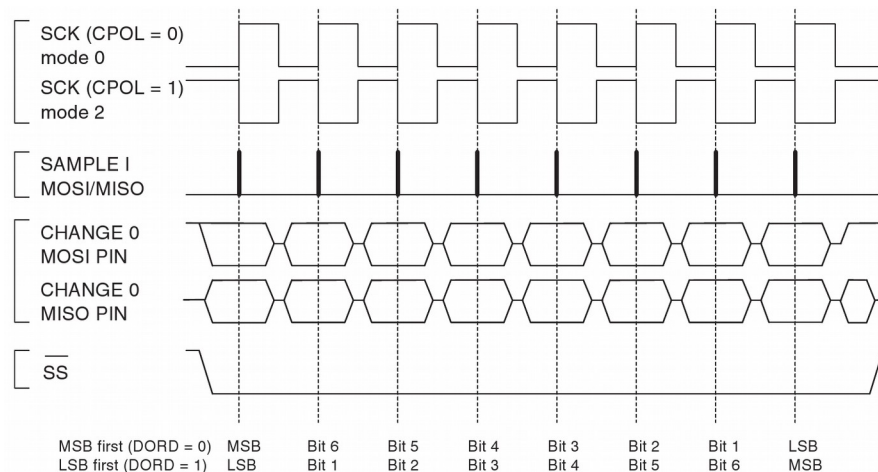 SCK (CPOL = 0)
mode 0
SCK (CPOL = 1)
mode 2
SAMPLE I
MOSI/MISO
CHANGE 0
MOSI PIN
CHANGE 0
MISO PIN
SS
MSB first (DORD = 0) MSB Bit 6 Bit 5 Bit 4 Bit 3 Bit 2 Bit 1 LSB
LSB first (DORD = 1) LSB Bit 1 Bit 2 Bit 3 Bit 4 Bit 5 Bit 6 MSB